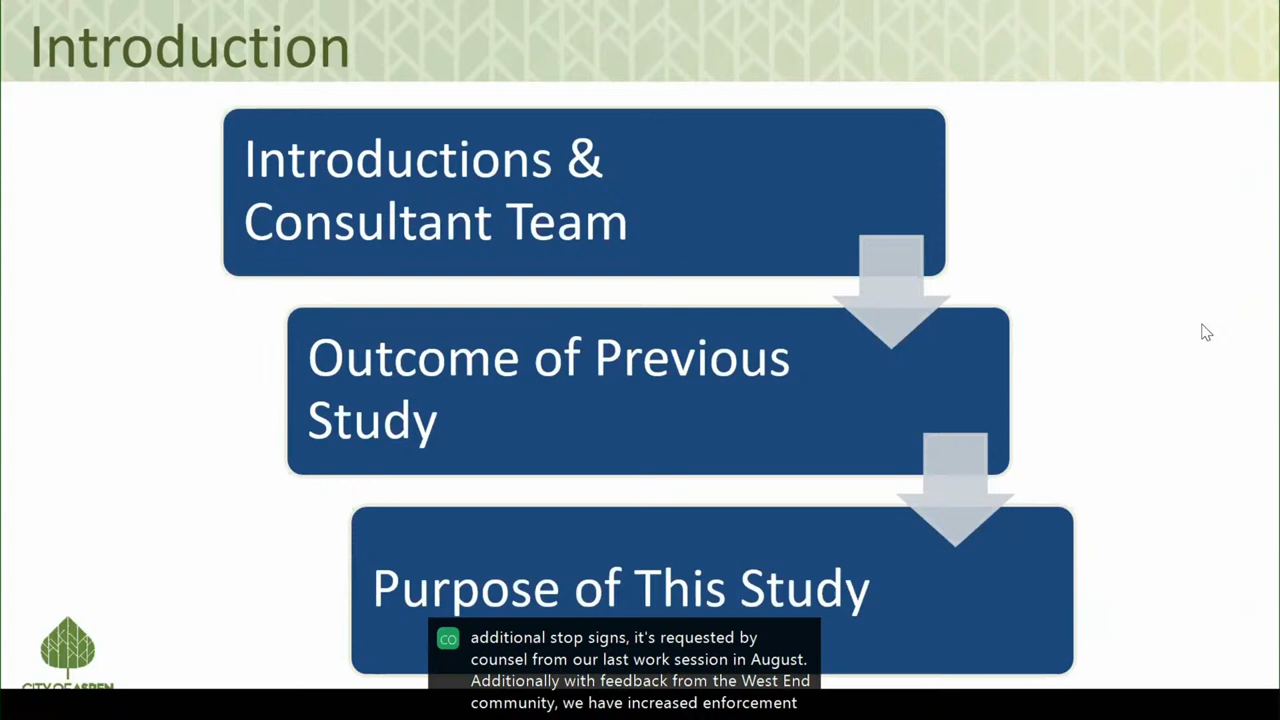 Introduction
Introductions &
Consultant Team
Outcome of Previous
Study
Purpose of This Study
CITY OF ASPEN
CO
additional stop signs, it's requested by
counsel from our last work session in August.
Additionally with feedback from the West End
community, we have increased enforcement